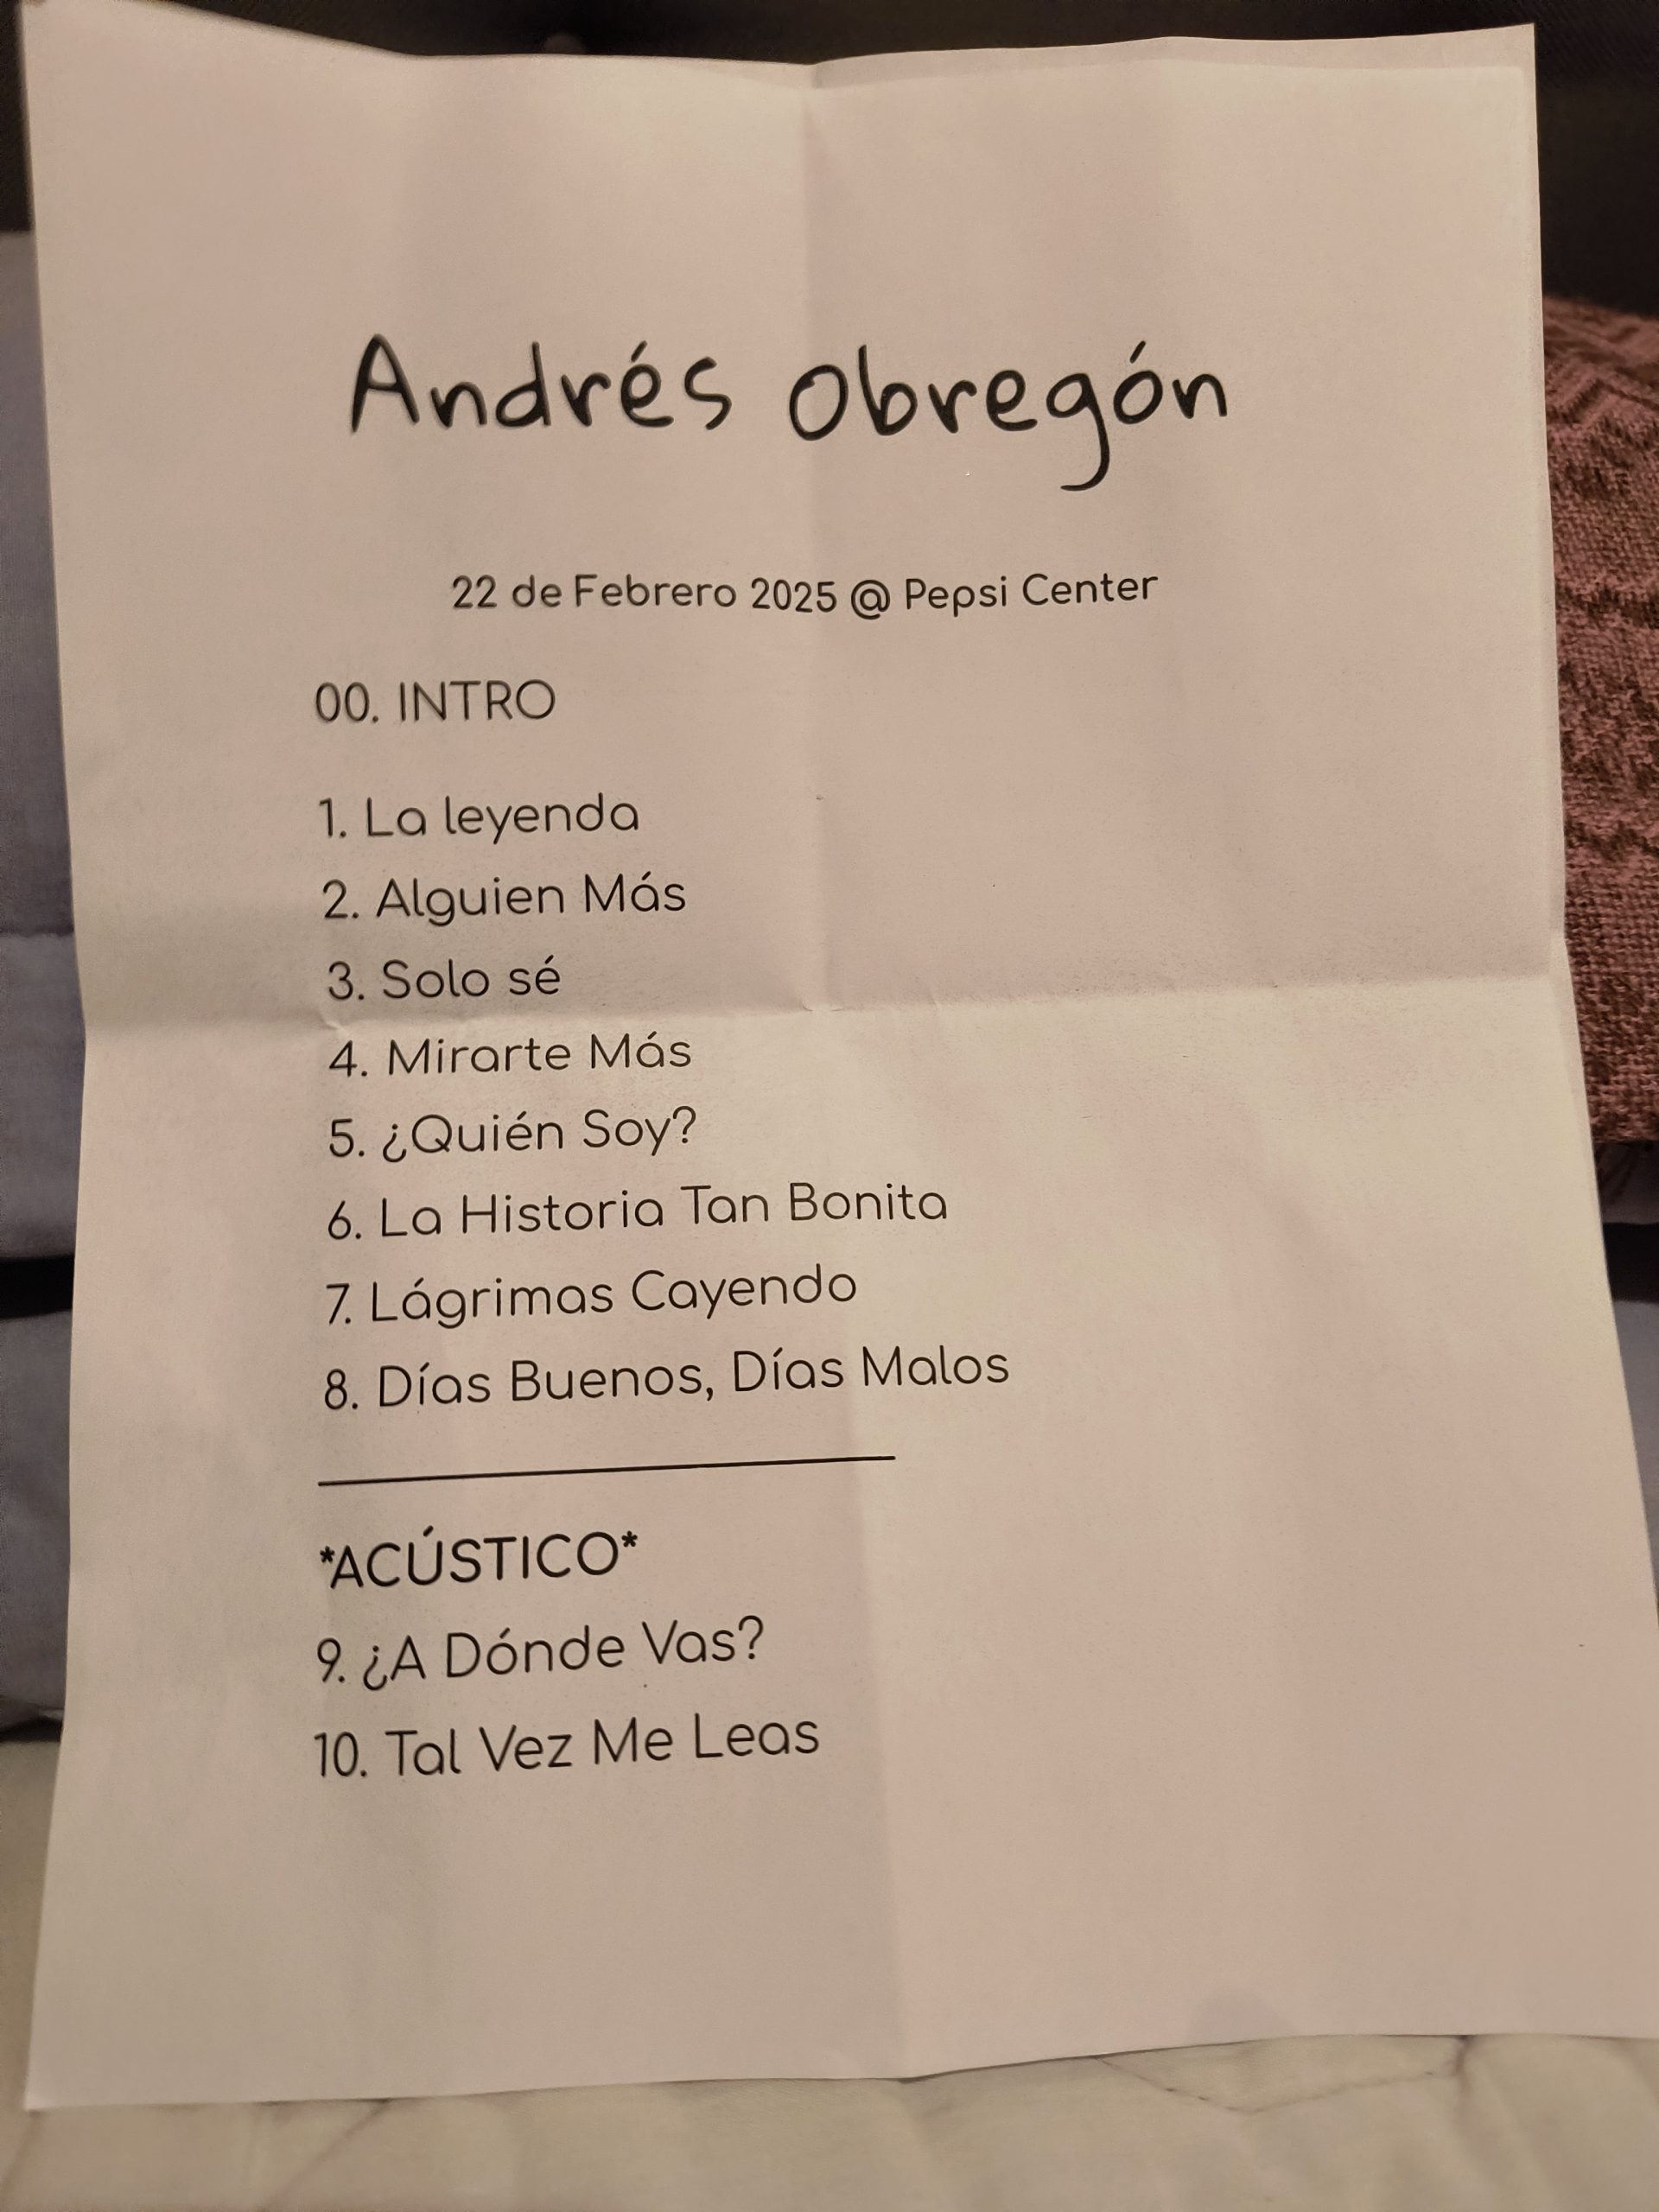 Andrés Obregón
22 de Febrero 2025 @ Pepsi Center
00. INTRO
1. La leyenda
2. Alguien Más
3. Solo sé
4. Mirarte Más
5. ¿Quién Soy?
6. La Historia Tan Bonita
7. Lágrimas Cayendo
8. Días Buenos, Días Malos
*ACÚSTICO*
9. ¿A Dónde Vas?
10. Tal Vez Me Leas